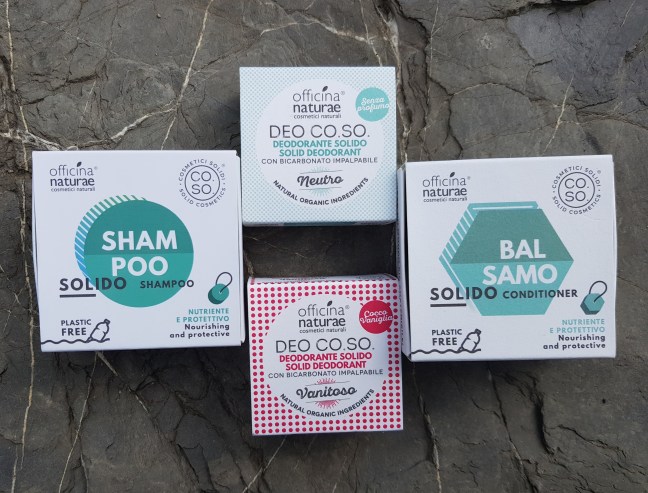 officina®
naturae
cosmetici naturali
COSMETICI SOLIDI
CO.
SO.
SOLID COSMETICS
SHAM
POO
SOLIDO SHAMPOO
NUTRIENTE
E PROTETTIVO
Nourishing
and protective
PLASTIC
FREE
officina®
naturae
cosmetici naturali
Senza
profumo
DEO CO.SO.
DEODORANTE SOLIDO
SOLID DEODORANT
CON BICARBONATO IMPALPABILE
Neutro
NATURAL ORGANIC INGREDIENTS
officina®
naturae
cosmetici naturali
Cocco
Vaniglia
DEO CO.SO.
DEODORANTE SOLIDO
SOLID DEODORANT
CON BICARBONATO IMPALPABILE
Vanitoso
NATURAL ORGANIC INGREDIENTS
officina®
naturae
cosmetici naturali
COSMETICI SOLIDI
CO.
SO.
SOLID COSMETICS
BAL
SAMO
SOLIDO CONDITIONER
NUTRIENTE
E PROTETTIVO
Nourishing
and protective
PLASTIC
FREE